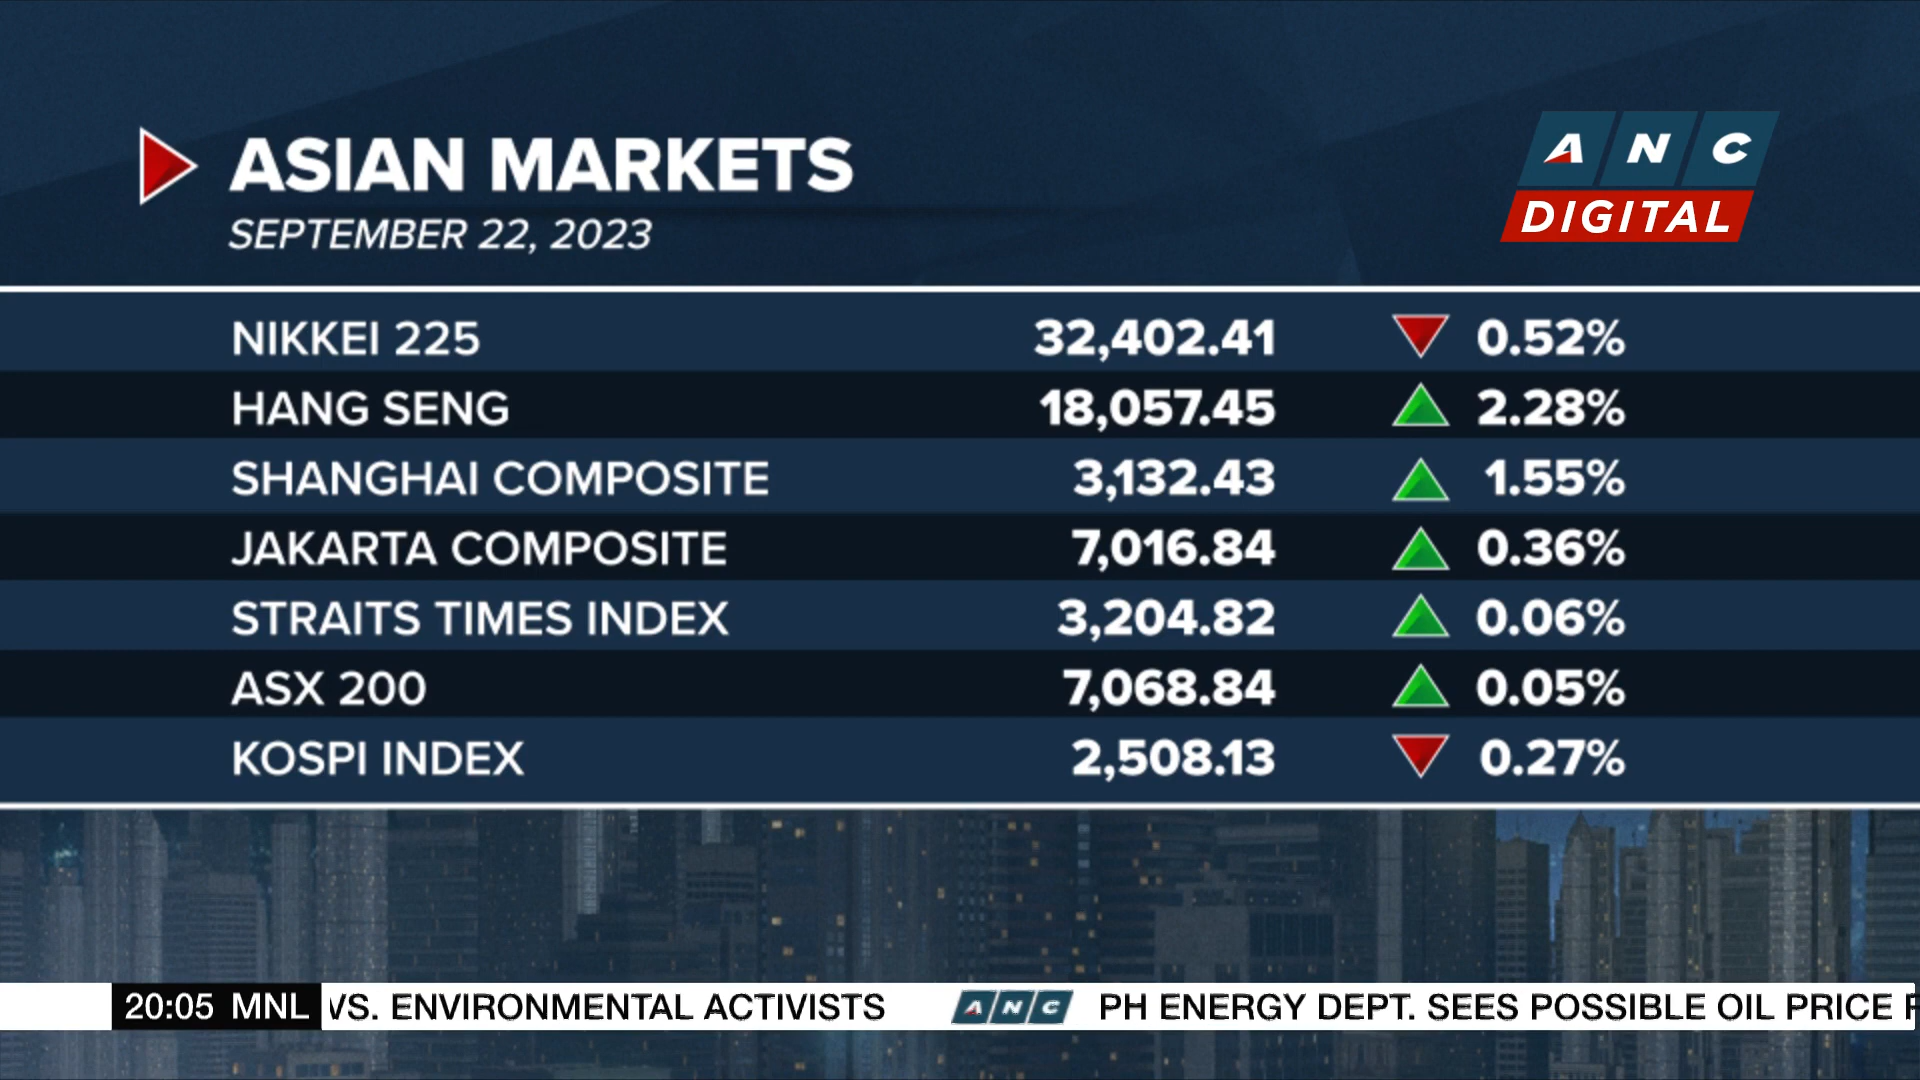 ASIAN MARKETS
SEPTEMBER 22, 2023
ANC
DIGITAL
NIKKEI 225 32,402.41 0.52%
HANG SENG 18,057.45 2.28%
SHANGHAI COMPOSITE 3,132.43 1.55%
JAKARTA COMPOSITE 7,016.84 0.36%
STRAITS TIMES INDEX 3,204.82 0.06%
ASX 200 7,068.84 0.05%
KOSPI INDEX 2,508.13 0.27%
20:05 MNL VS. ENVIRONMENTAL ACTIVISTS ANC PH ENERGY DEPT. SEES POSSIBLE OIL PRICE